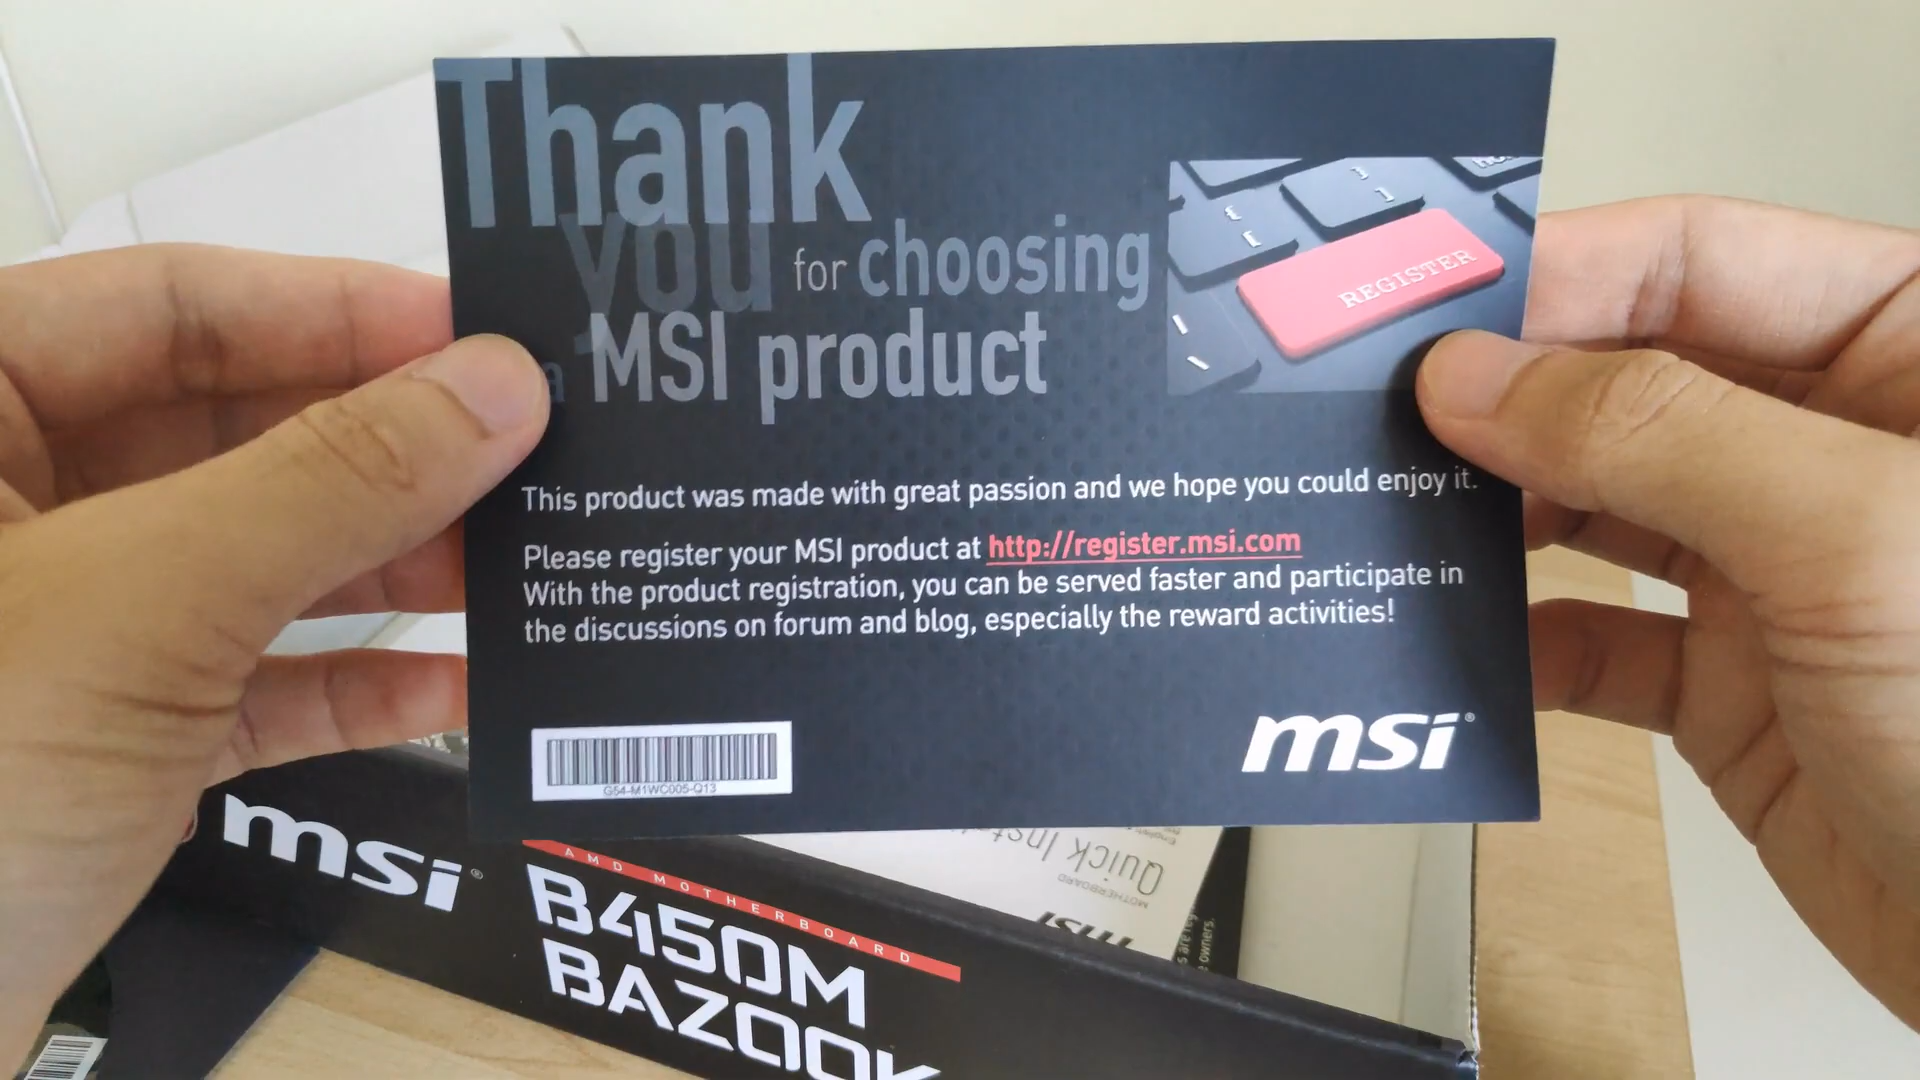 Thank
you for choosing
a MSI product
REGISTER
This product was made with great passion and we hope you could enjoy it.
Please register your MSI product at http://register.msi.com
With the product registration, you can be served faster and participate in
the discussions on forum and blog, especially the reward activities!
G54-M1WC005-Q13
msi®
msi®
AMD MOTHERBOARD
B450M
BAZOOK
Quick Inst
MOTHERBOARD
msi
owners.